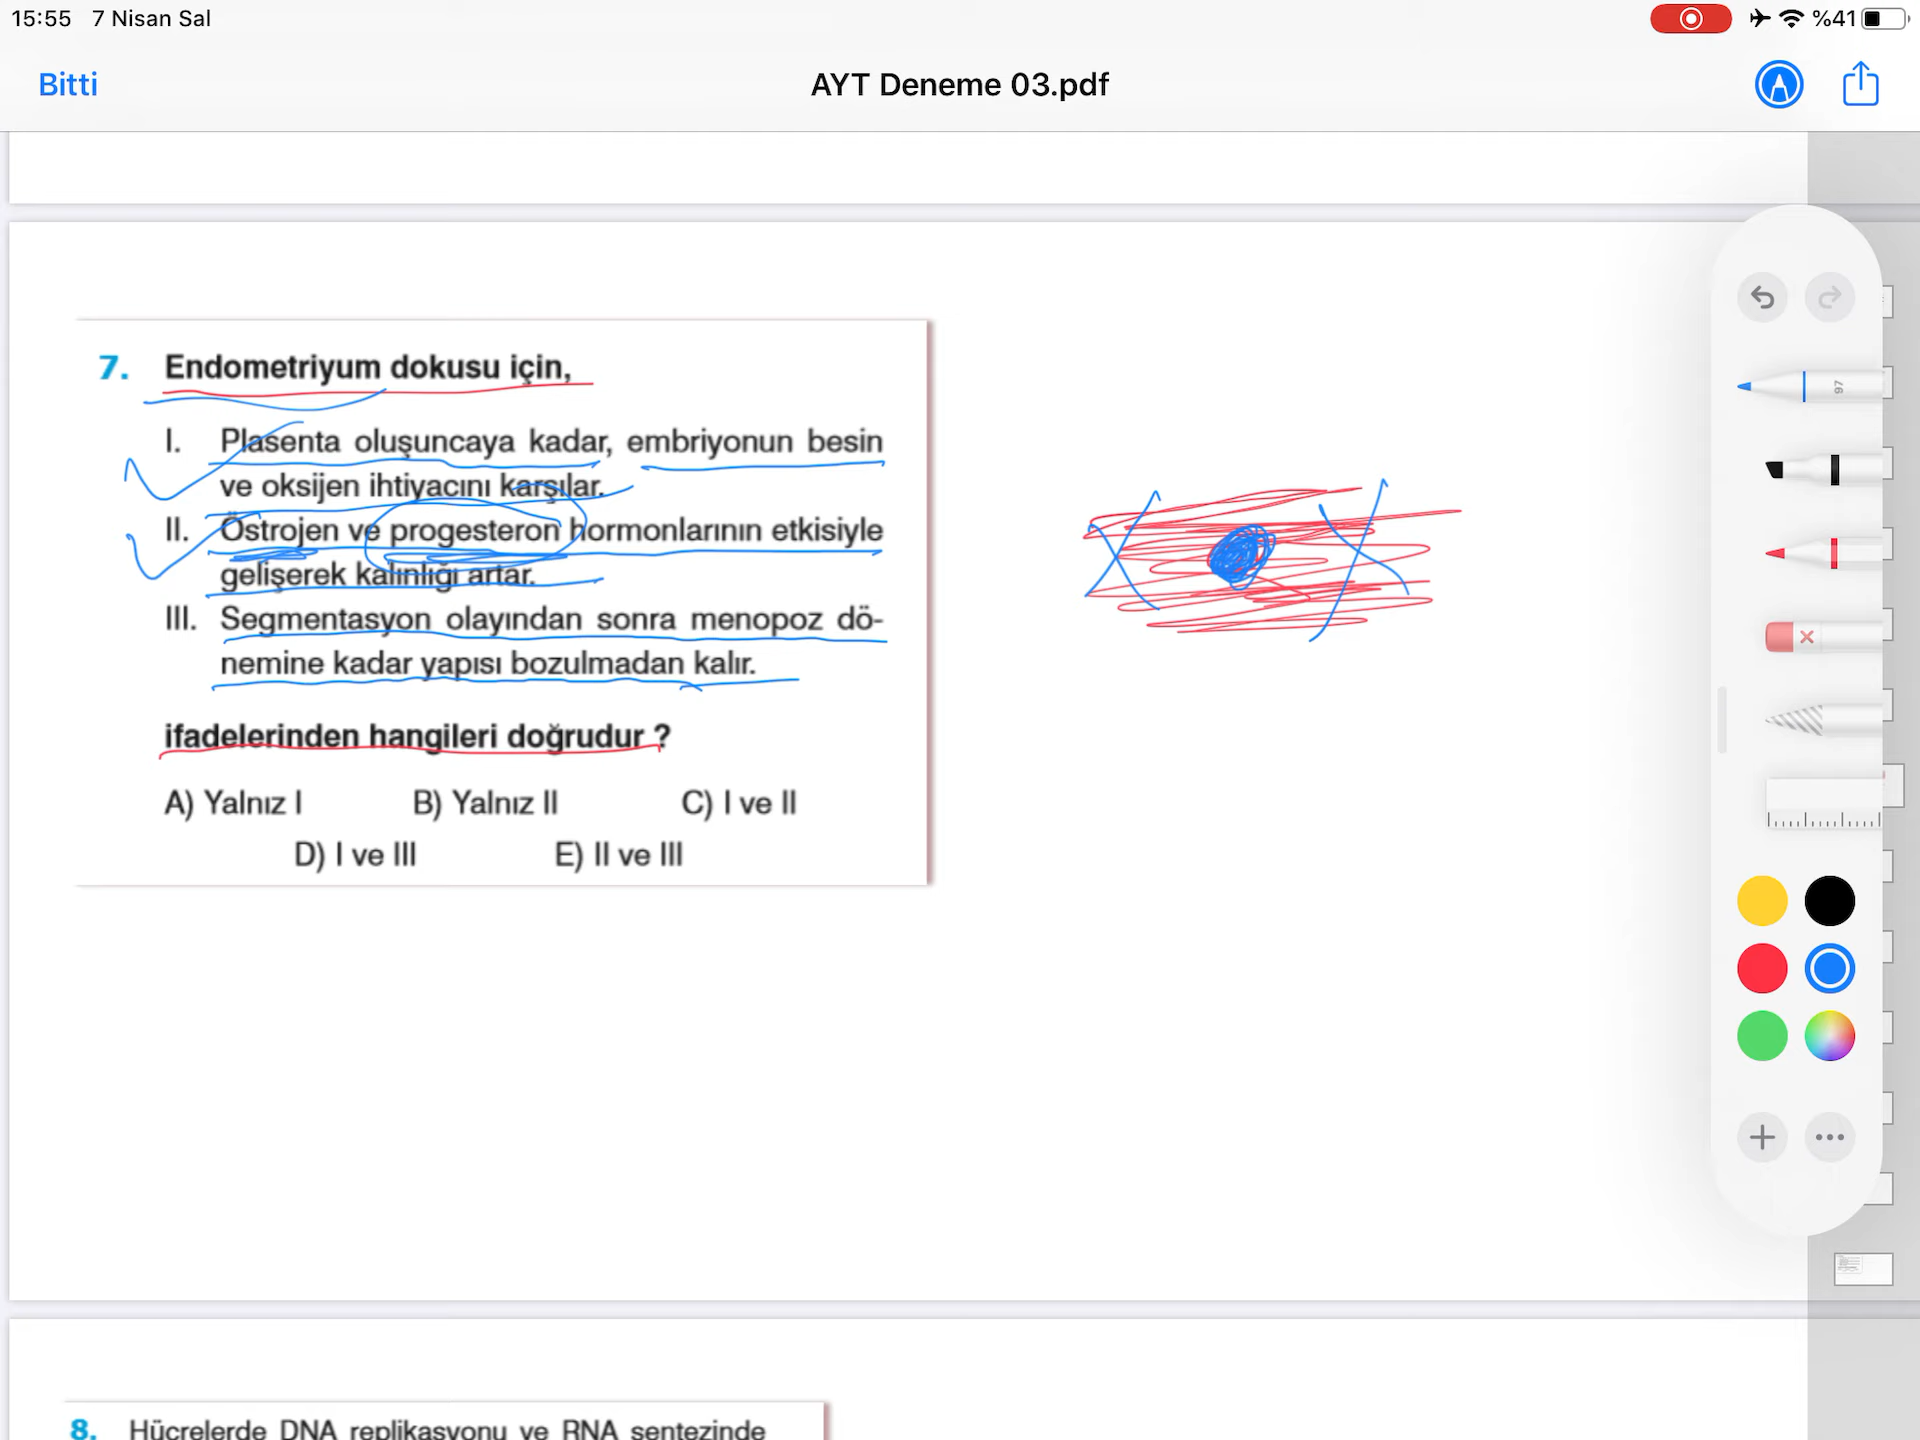 15:55 7 Nisan Sal %41
Bitti AYT Deneme 03.pdf
7. Endometriyum dokusu için,
I. Plasenta oluşuncaya kadar, embriyonun besin
ve oksijen ihtiyacını karşılar.
II. Östrojen ve progesteron hormonlarının etkisiyle
gelişerek kalınlığı artar.
III. Segmentasyon olayından sonra menopoz dö-
nemine kadar yapısı bozulmadan kalır.
ifadelerinden hangileri doğrudur ?
A) Yalnız I B) Yalnız II C) I ve II
D) I ve III E) II ve III
8. Hücrelerde DNA replikasyonu ve RNA sentezinde
97